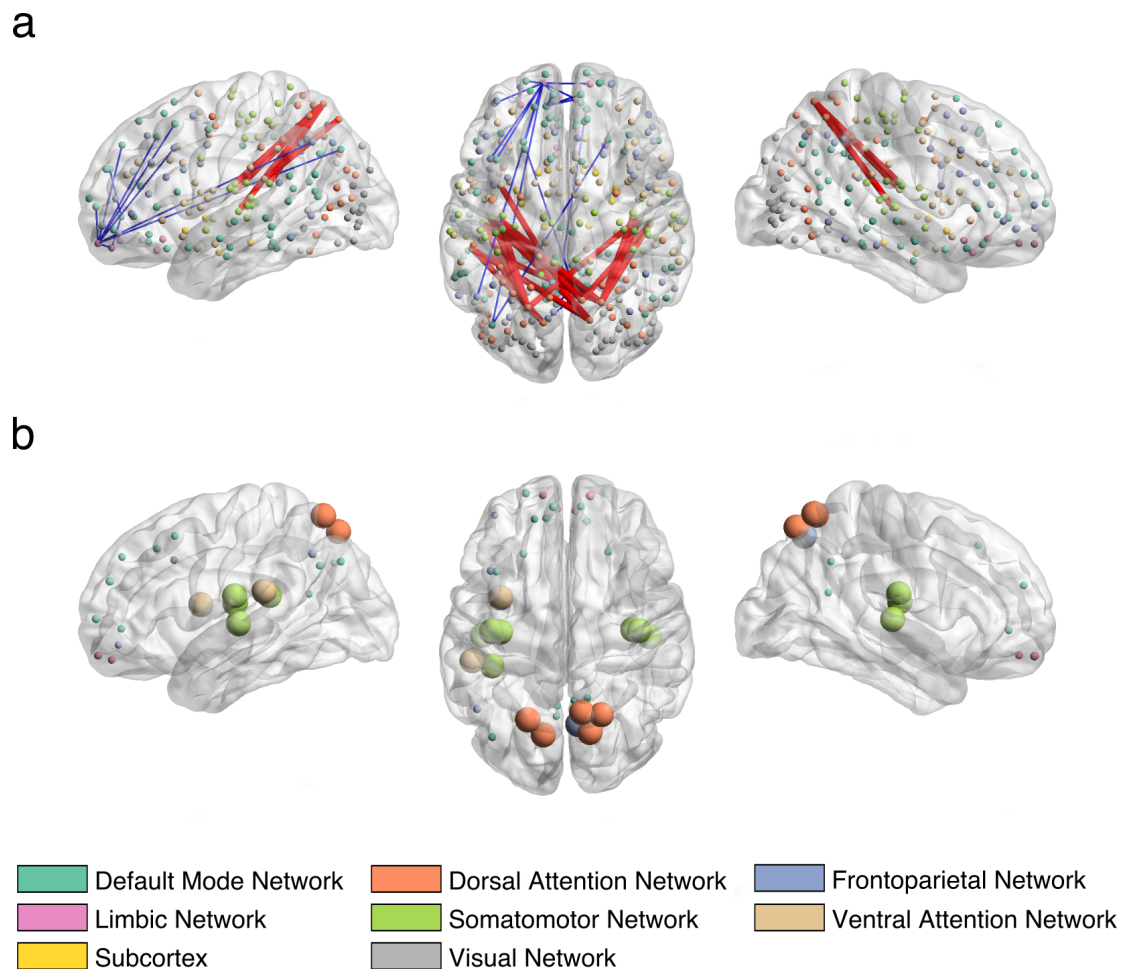 a
b
Default Mode Network
Dorsal Attention Network
Frontoparietal Network
Limbic Network
Somatomotor Network
Ventral Attention Network
Subcortex
Visual Network